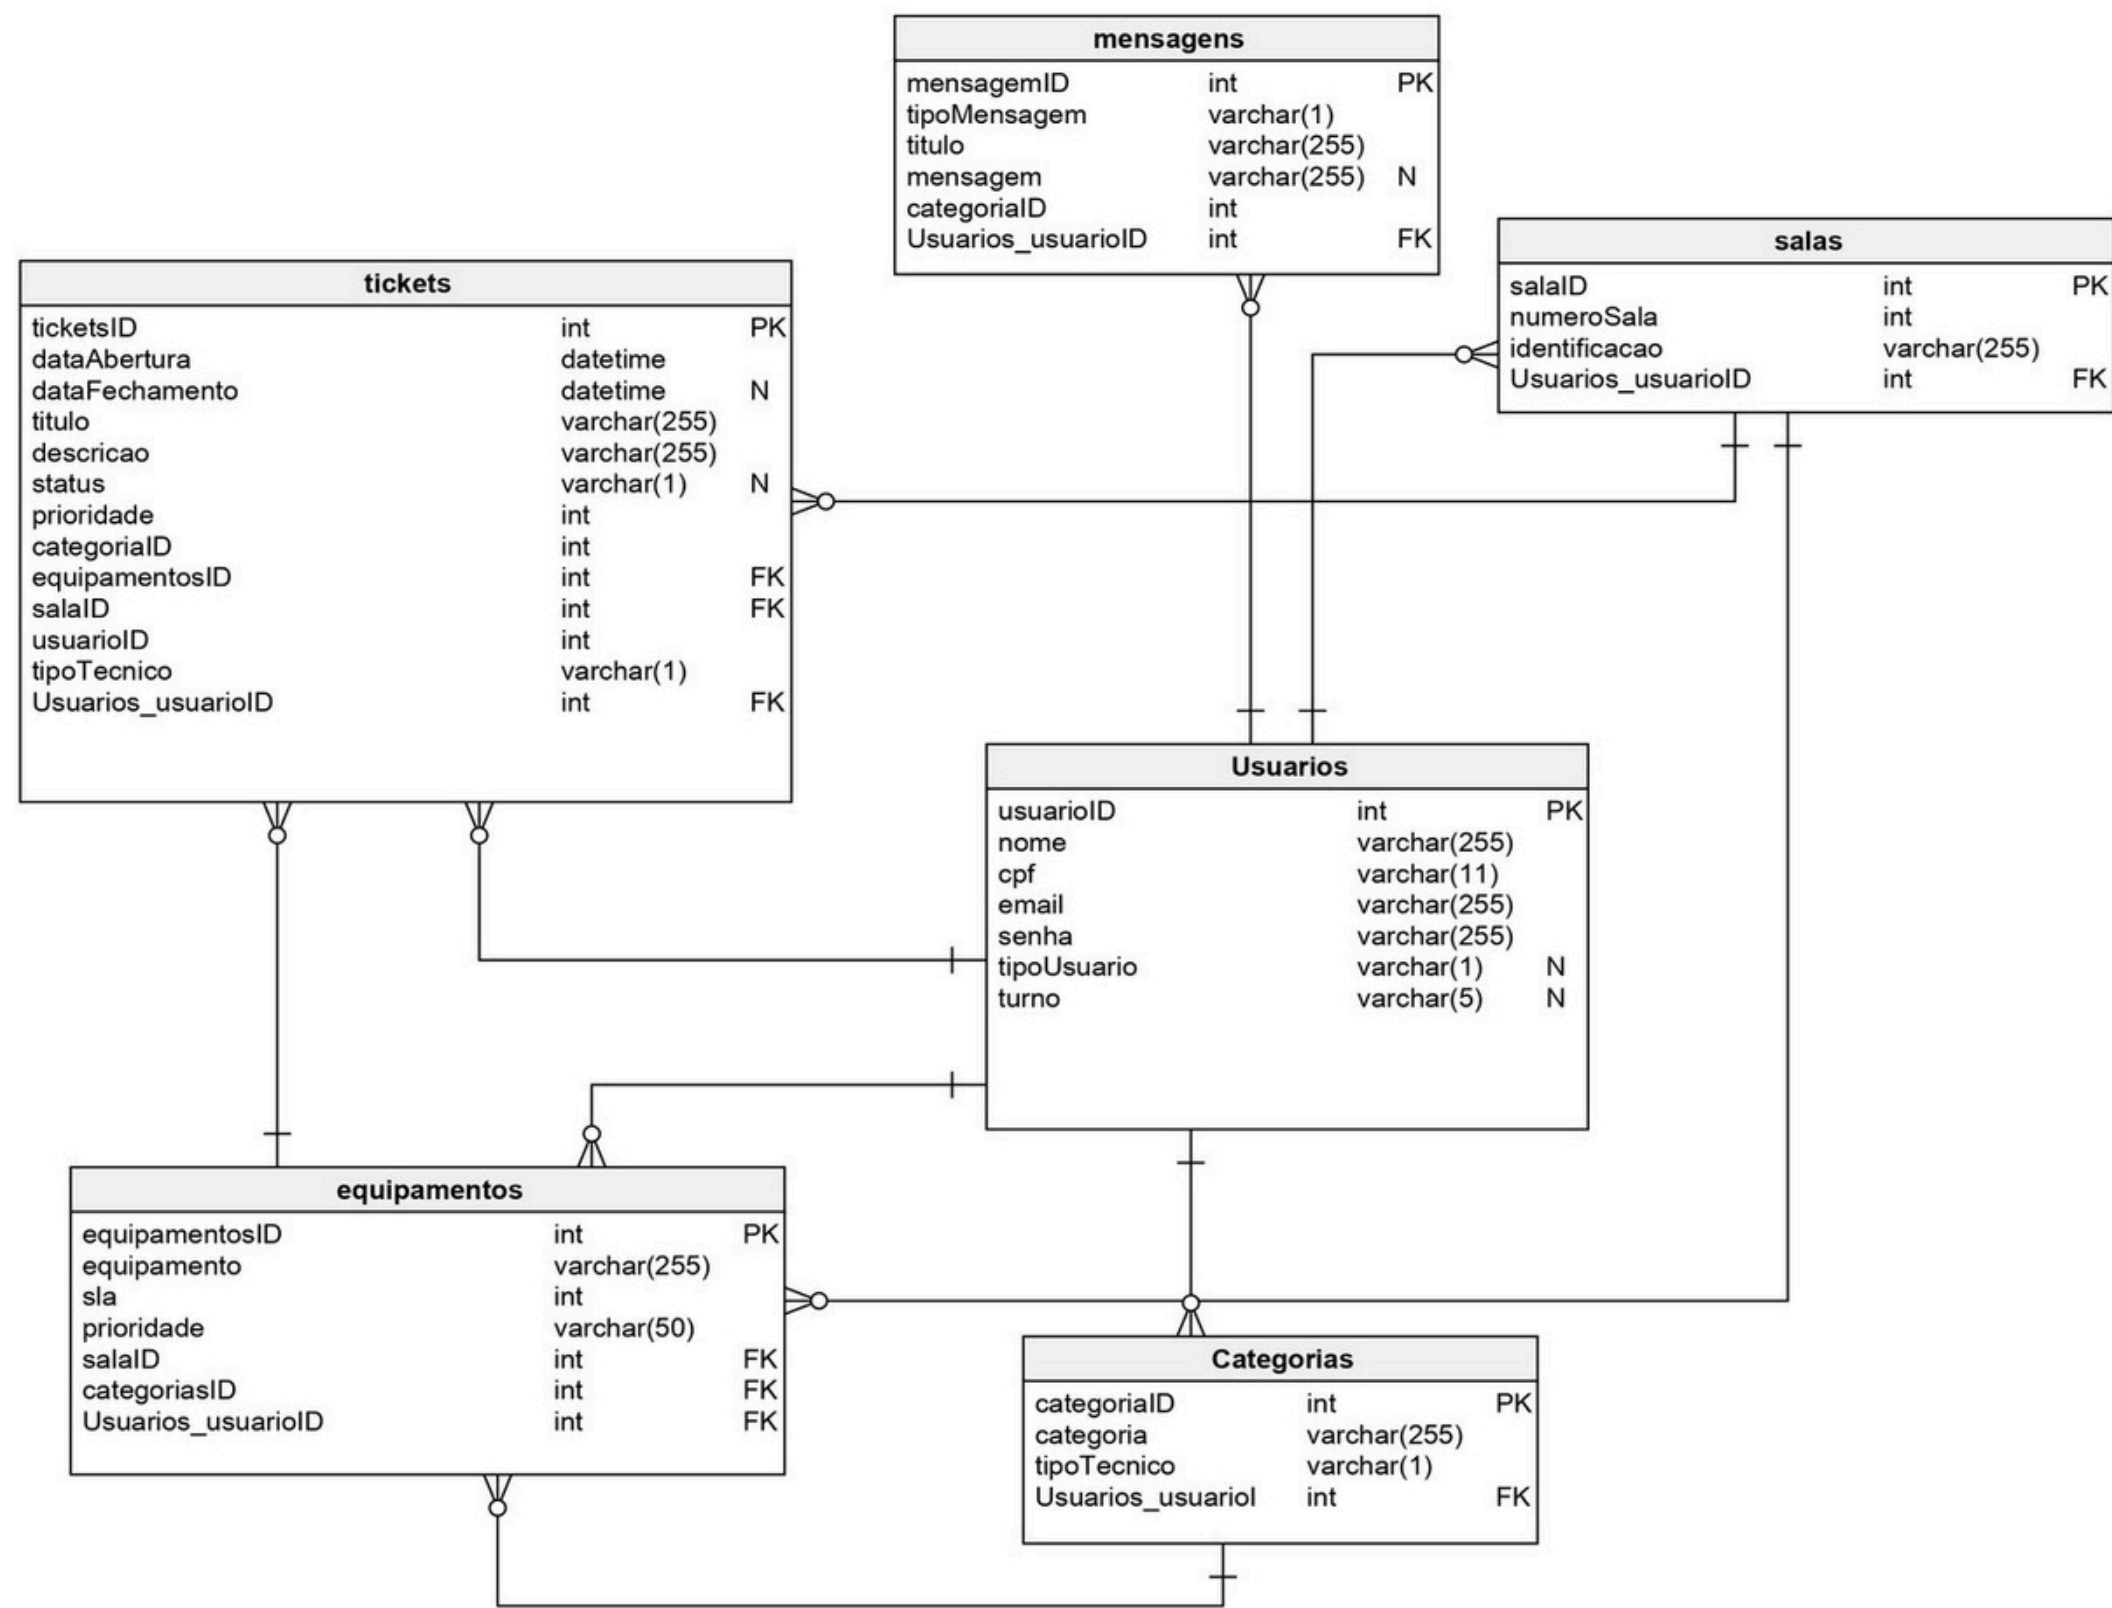 mensagens
mensagemID int PK
tipoMensagem varchar(1)
titulo varchar(255)
mensagem varchar(255) N
categoriaID int
Usuarios_usuarioID int FK
salas
salaID int PK
numeroSala int
identificacao varchar(255)
Usuarios_usuarioID int FK
tickets
ticketsID int PK
dataAbertura datetime
dataFechamento datetime N
titulo varchar(255)
descricao varchar(255)
status varchar(1) N
prioridade int
categoriaID int
equipamentosID int FK
salaID int FK
usuarioID int
tipoTecnico varchar(1)
Usuarios_usuarioID int FK
Usuarios
usuarioID int PK
nome varchar(255)
cpf varchar(11)
email varchar(255)
senha varchar(255)
tipoUsuario varchar(1) N
turno varchar(5) N
equipamentos
equipamentosID int PK
equipamento varchar(255)
sla int
prioridade varchar(50)
salaID int FK
categoriasID int FK
Usuarios_usuarioID int FK
Categorias
categoriaID int PK
categoria varchar(255)
tipoTecnico varchar(1)
Usuarios_usuarioI int FK